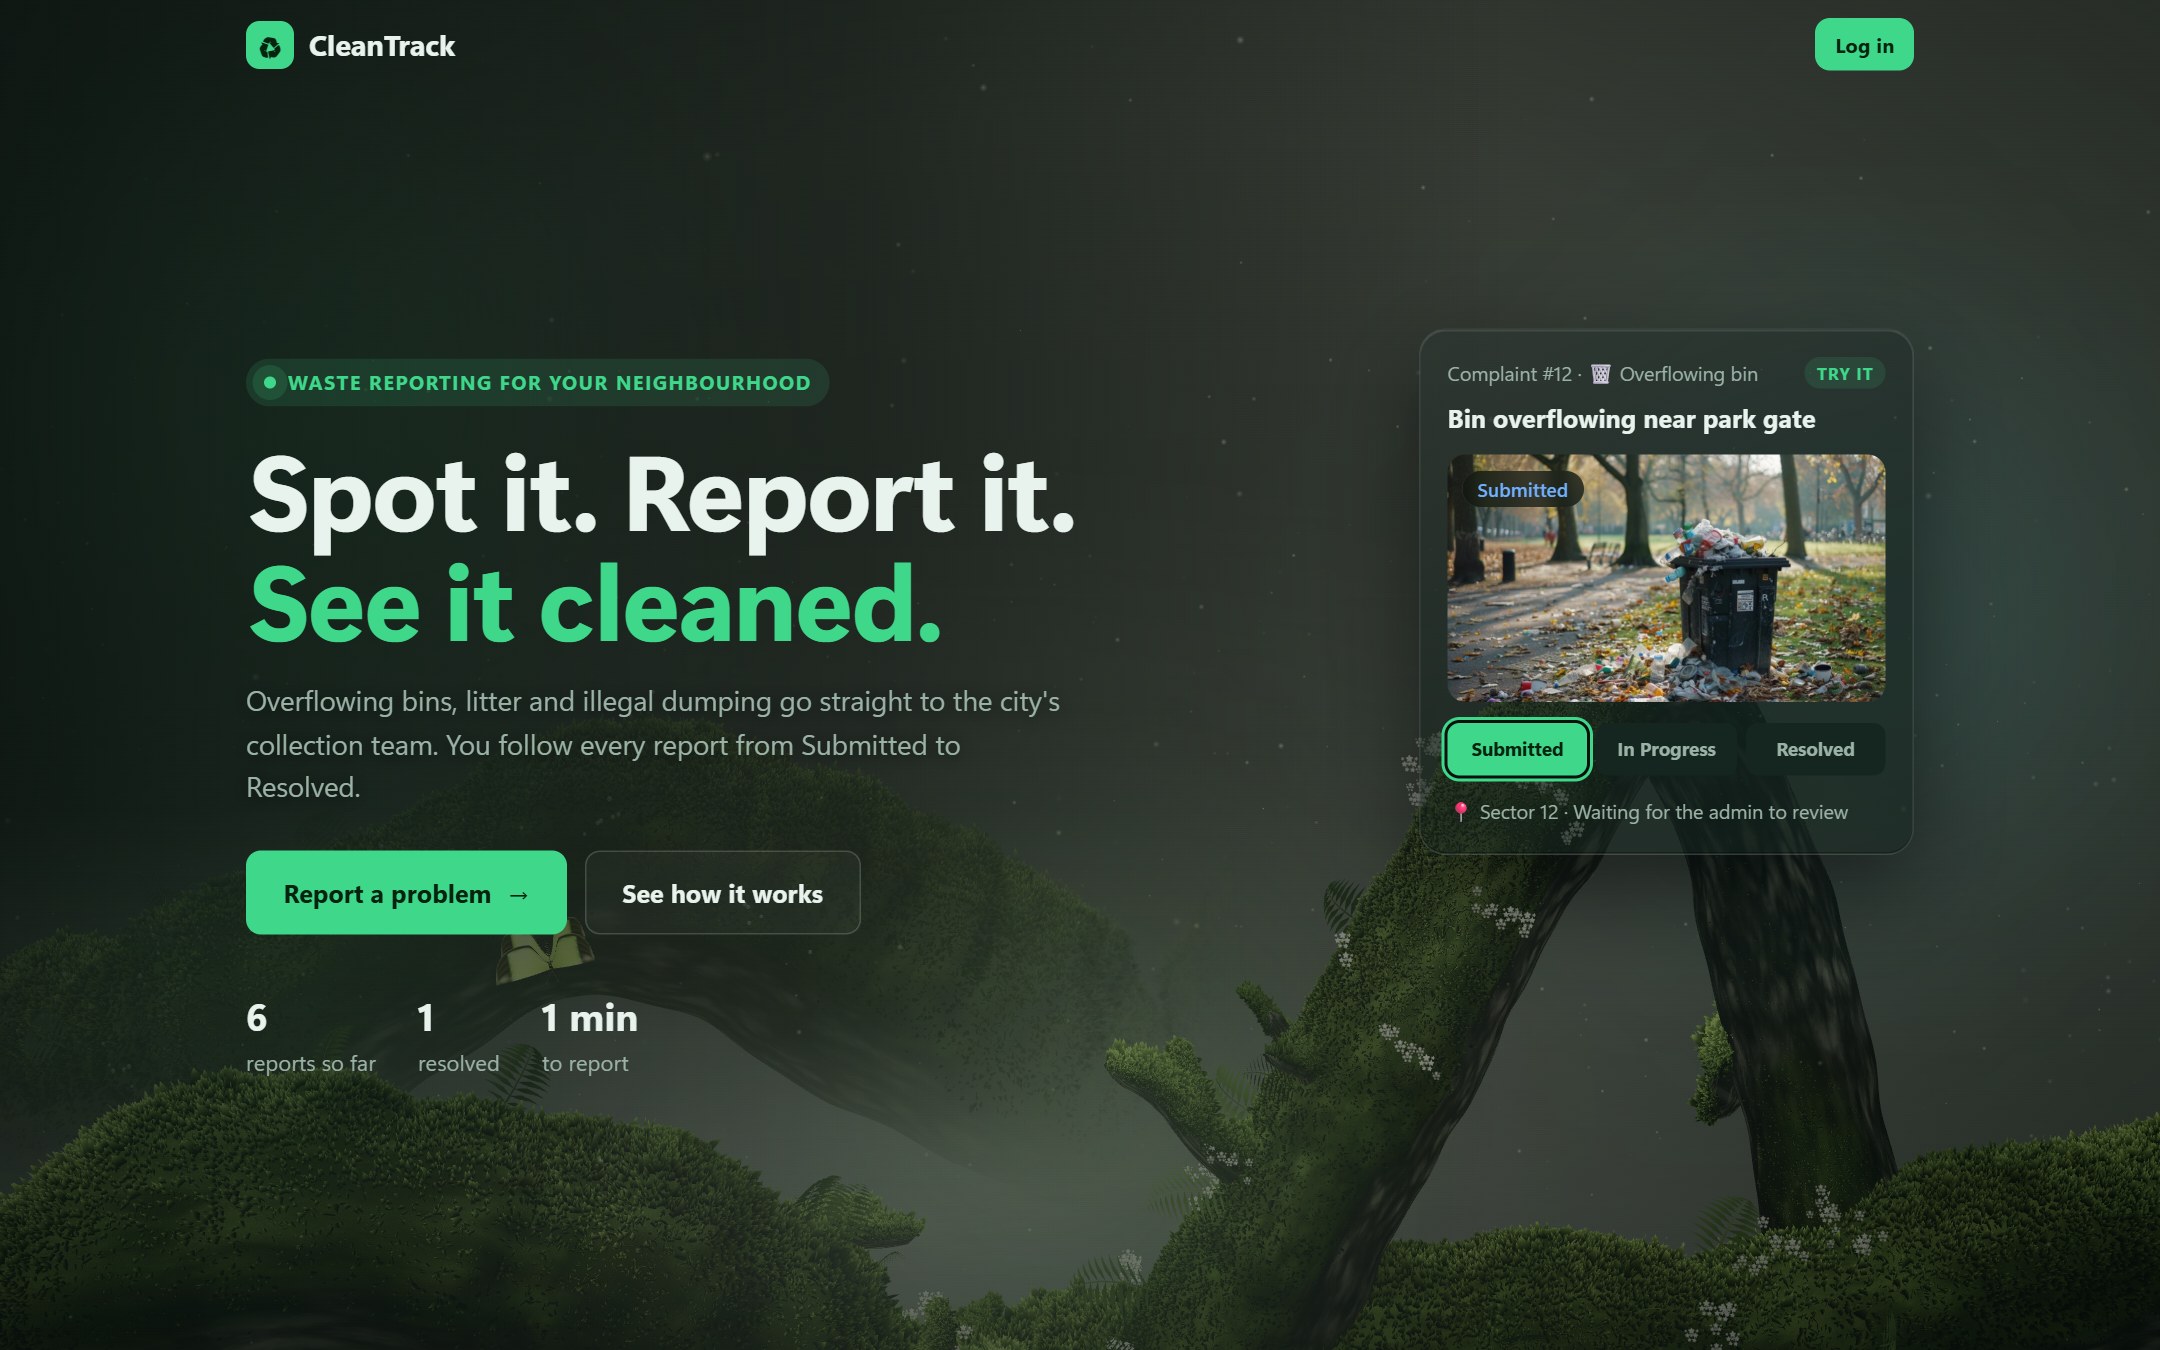 CleanTrack
Log in
WASTE REPORTING FOR YOUR NEIGHBOURHOOD
Spot it. Report it.
See it cleaned.
Overflowing bins, litter and illegal dumping go straight to the city's
collection team. You follow every report from Submitted to
Resolved.
Report a problem →
See how it works
6
reports so far
1
resolved
1 min
to report
Complaint #12 · 🗑️ Overflowing bin
TRY IT
Bin overflowing near park gate
Submitted
Submitted
In Progress
Resolved
📍 Sector 12 · Waiting for the admin to review